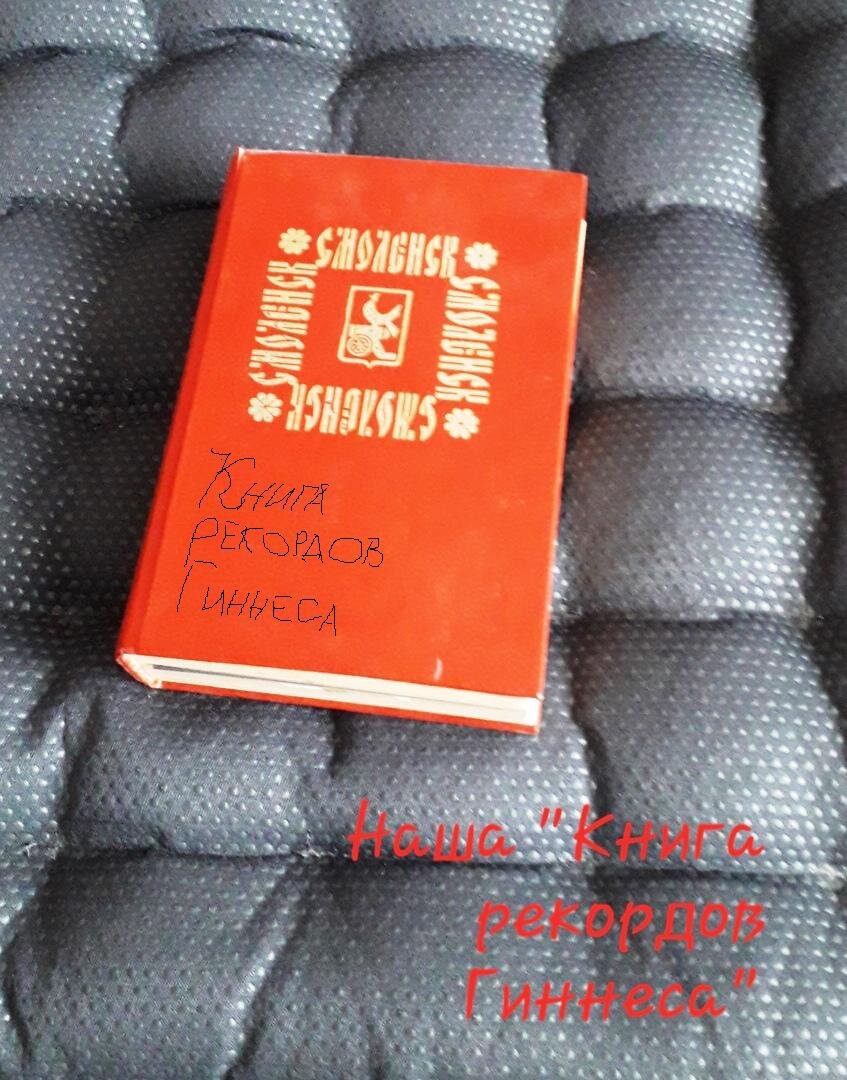 СМОЛЕНСК
СМОЛЕНСК
СМОЛЕНСК
СМОЛЕНСК
Книга
рекордов
Гиннеса
Наша "Книга
рекордов
Гиннеса"